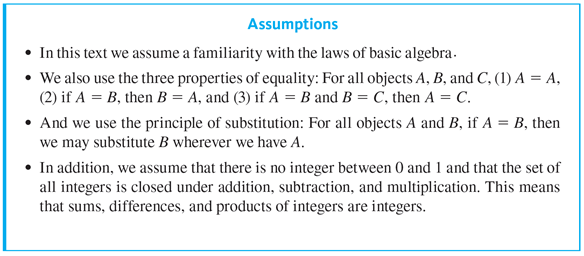 Assumptions
• In this text we assume a familiarity with the laws of basic algebra.
• We also use the three properties of equality: For all objects A, B, and C, (1) A = A,
(2) if A = B, then B = A, and (3) if A = B and B = C, then A = C.
• And we use the principle of substitution: For all objects A and B, if A = B, then
we may substitute B wherever we have A.
• In addition, we assume that there is no integer between 0 and 1 and that the set of
all integers is closed under addition, subtraction, and multiplication. This means
that sums, differences, and products of integers are integers.